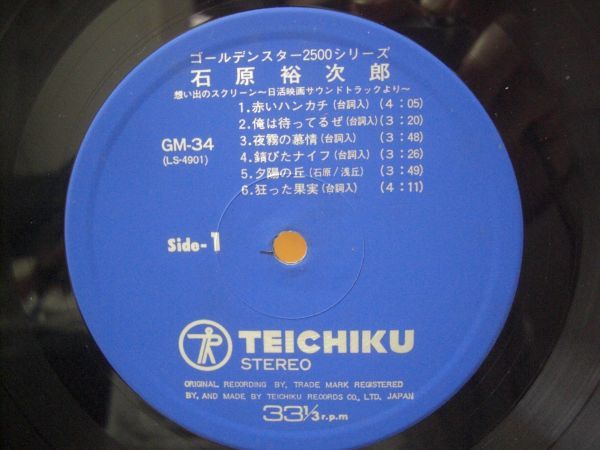 ゴールデンスター2500シリーズ
石原裕次郎
想い出のスクリーン～日活映画サウンドトラックより～
1.赤いハンカチ(台詞入) (4:05)
2.俺は待ってるぜ(台詞入) (3:20)
3.夜霧の慕情(台詞入) (3:48)
4.錆びたナイフ(台詞入) (3:26)
5.夕陽の丘(石原/浅丘) (3:49)
6.狂った果実(台詞入) (4:11)
GM-34
(LS-4901)
Side-1
TEICHIKU
STEREO
ORIGINAL RECORDING BY, TRADE MARK REGISTERED
BY, AND MADE BY TEICHIKU RECORDS CO., LTD. JAPAN
33 1/3 r.p.m